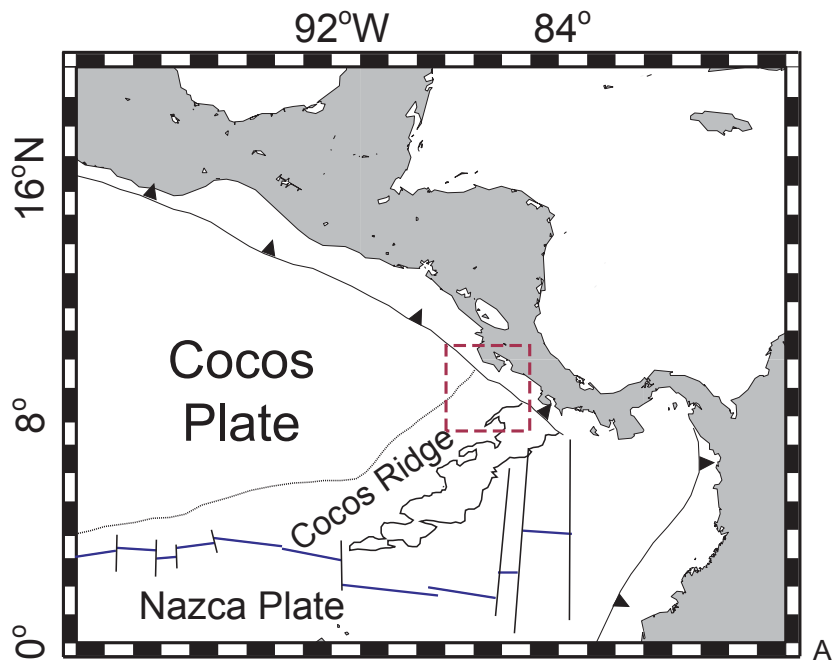 92°W 84°
16°N
Cocos
Plate
8°
Cocos Ridge
Nazca Plate
0°
A